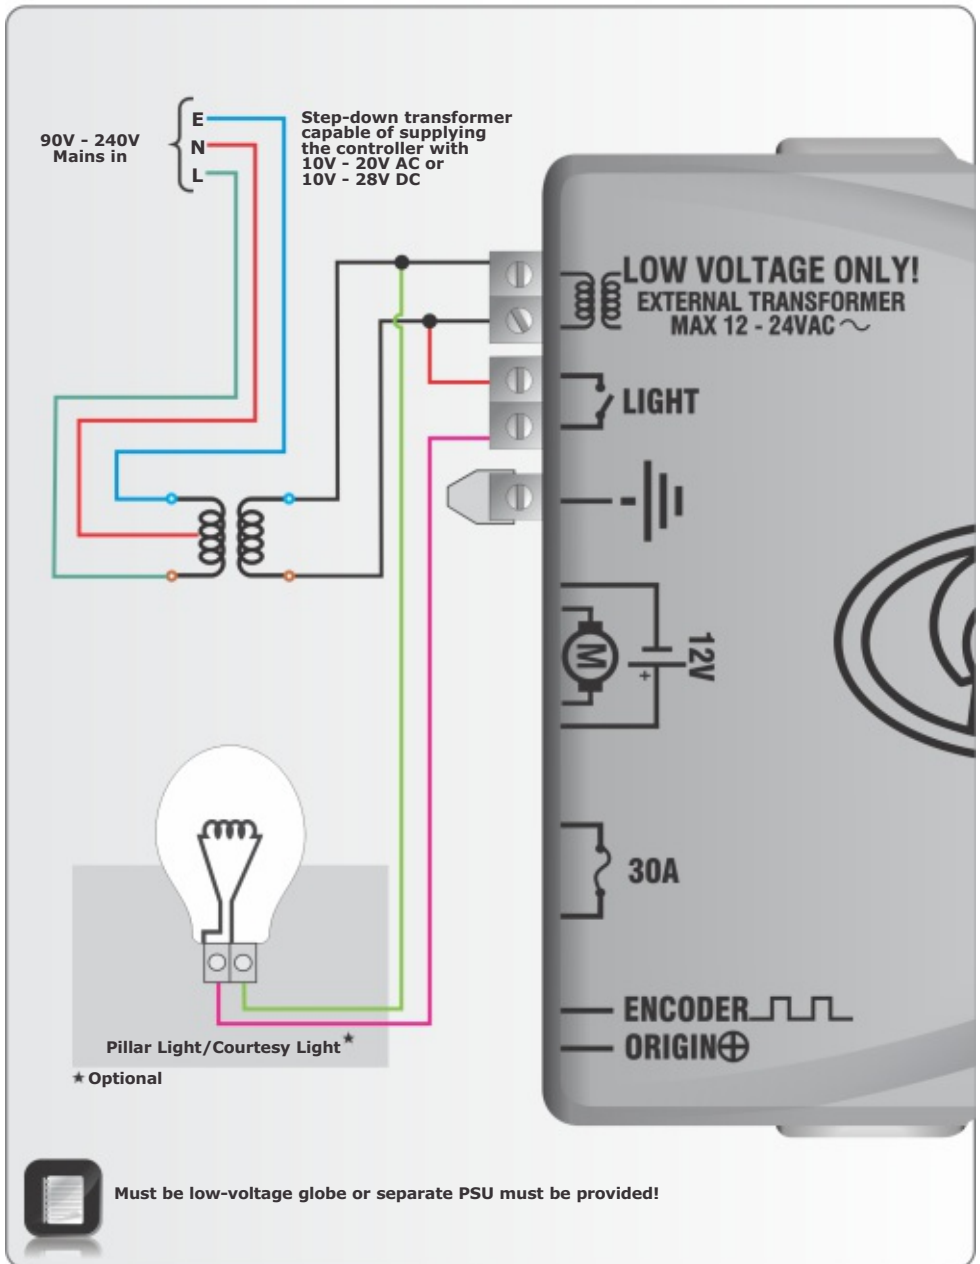 90V - 240V
Mains in
E
N
L
Step-down transformer
capable of supplying
the controller with
10V - 20V AC or
10V - 28V DC
LOW VOLTAGE ONLY!
EXTERNAL TRANSFORMER
MAX 12 - 24VAC
LIGHT
M
12V
+
30A
ENCODER
ORIGIN
Pillar Light/Courtesy Light★
★ Optional
Must be low-voltage globe or separate PSU must be provided!